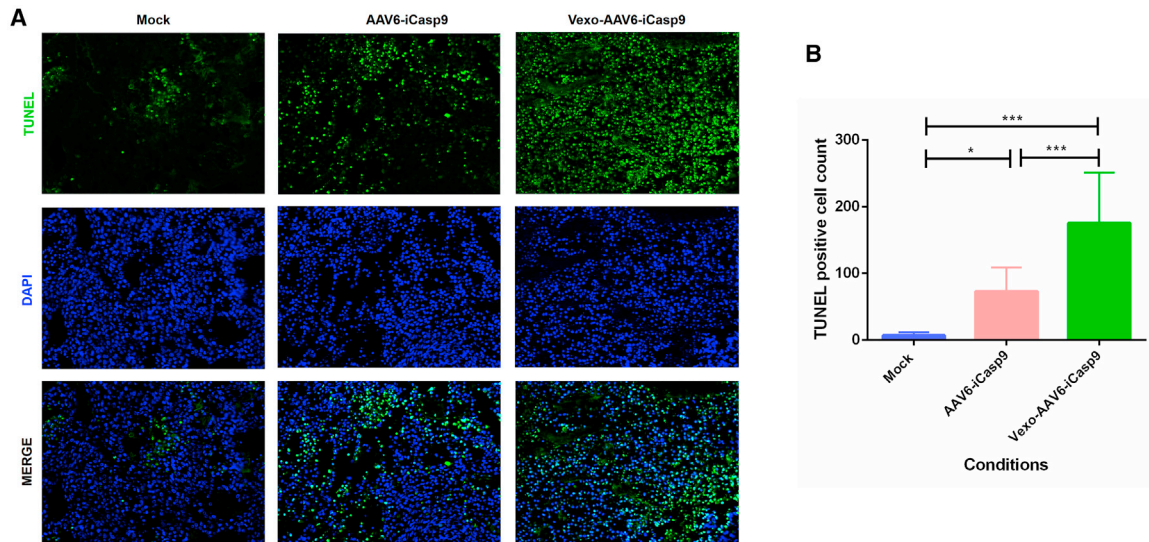 A
Mock
AAV6-iCasp9
Vexo-AAV6-iCasp9
TUNEL
DAPI
MERGE
B
TUNEL positive cell count
300
200
100
0
***
*
***
Mock
AAV6-iCasp9
Vexo-AAV6-iCasp9
Conditions